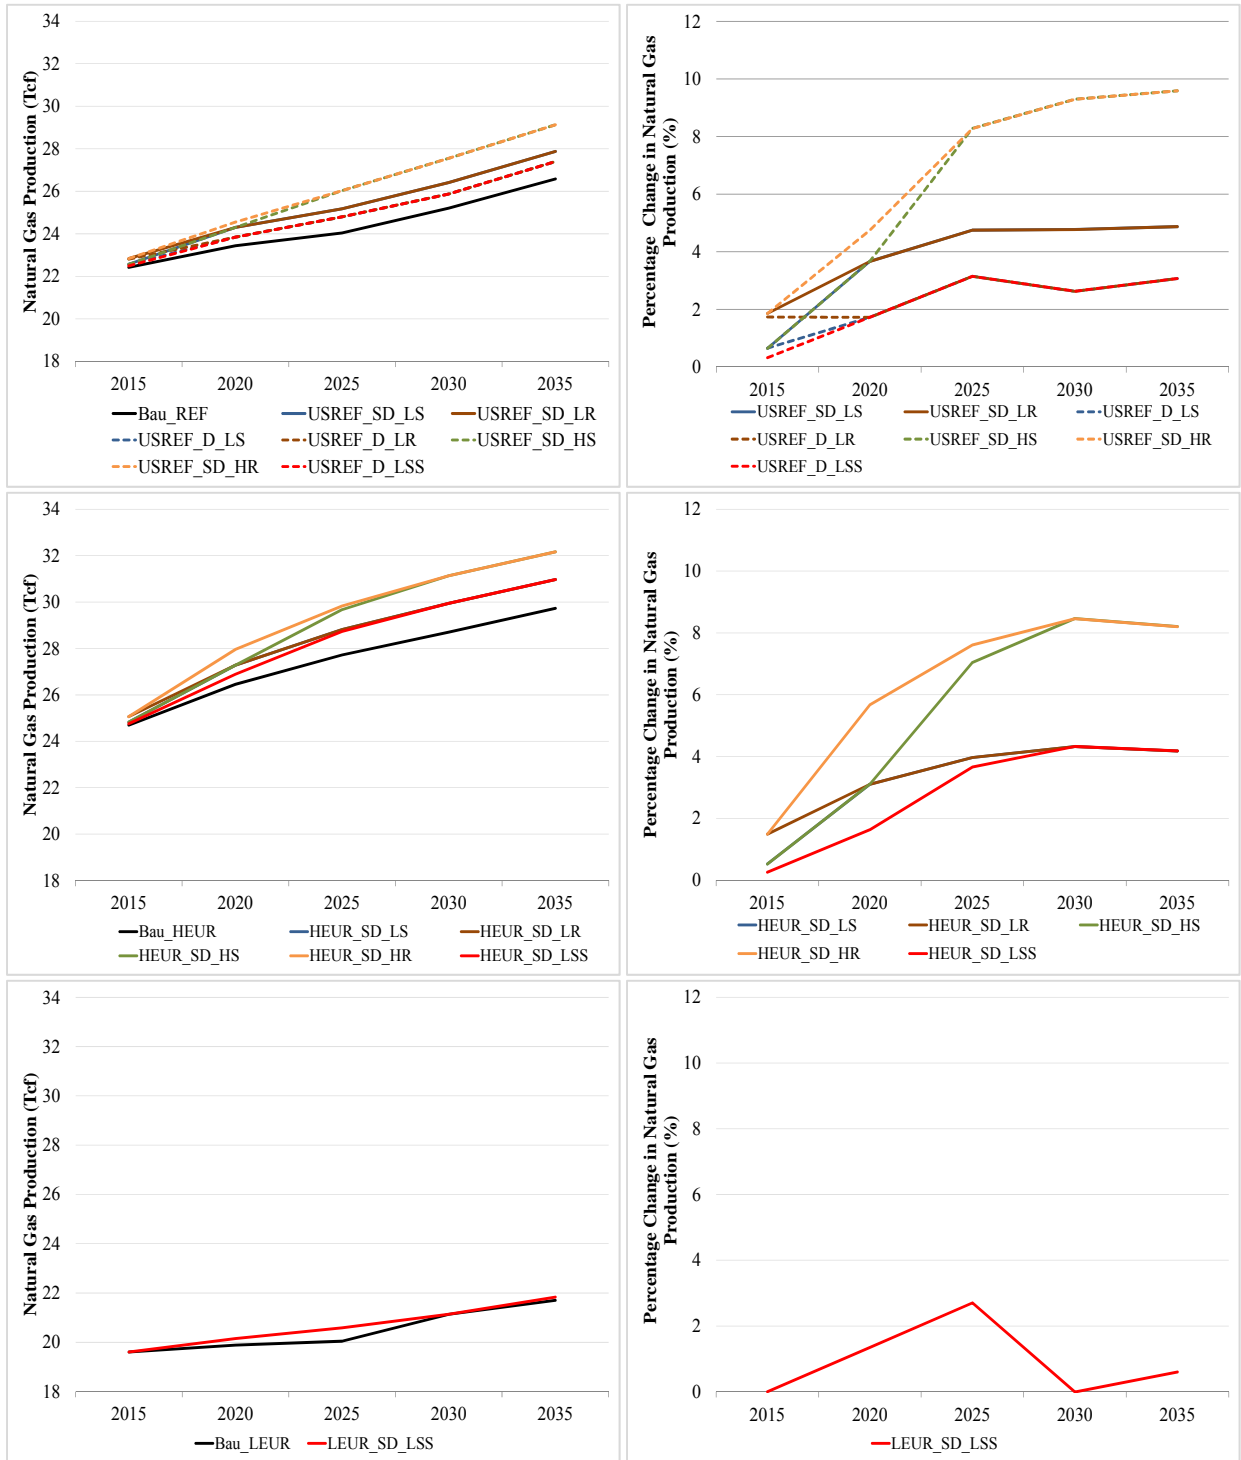 Natural Gas Production (Tcf)
34
32
30
28
26
24
22
20
18
2015 2020 2025 2030 2035
Bau_REF USREF_SD_LS USREF_SD_LR
USREF_D_LS USREF_D_LR USREF_SD_HS
USREF_SD_HR USREF_D_LSS
Percentage Change in Natural Gas
Production (%)
12
10
8
6
4
2
0
2015 2020 2025 2030 2035
USREF_SD_LS USREF_SD_LR USREF_D_LS
USREF_D_LR USREF_SD_HS USREF_SD_HR
USREF_D_LSS
Natural Gas Production (Tcf)
34
32
30
28
26
24
22
20
18
2015 2020 2025 2030 2035
Bau_HEUR HEUR_SD_LS HEUR_SD_LR
HEUR_SD_HS HEUR_SD_HR HEUR_SD_LSS
Percentage Change in Natural Gas
Production (%)
12
10
8
6
4
2
0
2015 2020 2025 2030 2035
HEUR_SD_LS HEUR_SD_LR HEUR_SD_HS
HEUR_SD_HR HEUR_SD_LSS
Natural Gas Production (Tcf)
34
32
30
28
26
24
22
20
18
2015 2020 2025 2030 2035
Bau_LEUR LEUR_SD_LSS
Percentage Change in Natural Gas
Production (%)
12
10
8
6
4
2
0
2015 2020 2025 2030 2035
LEUR_SD_LSS